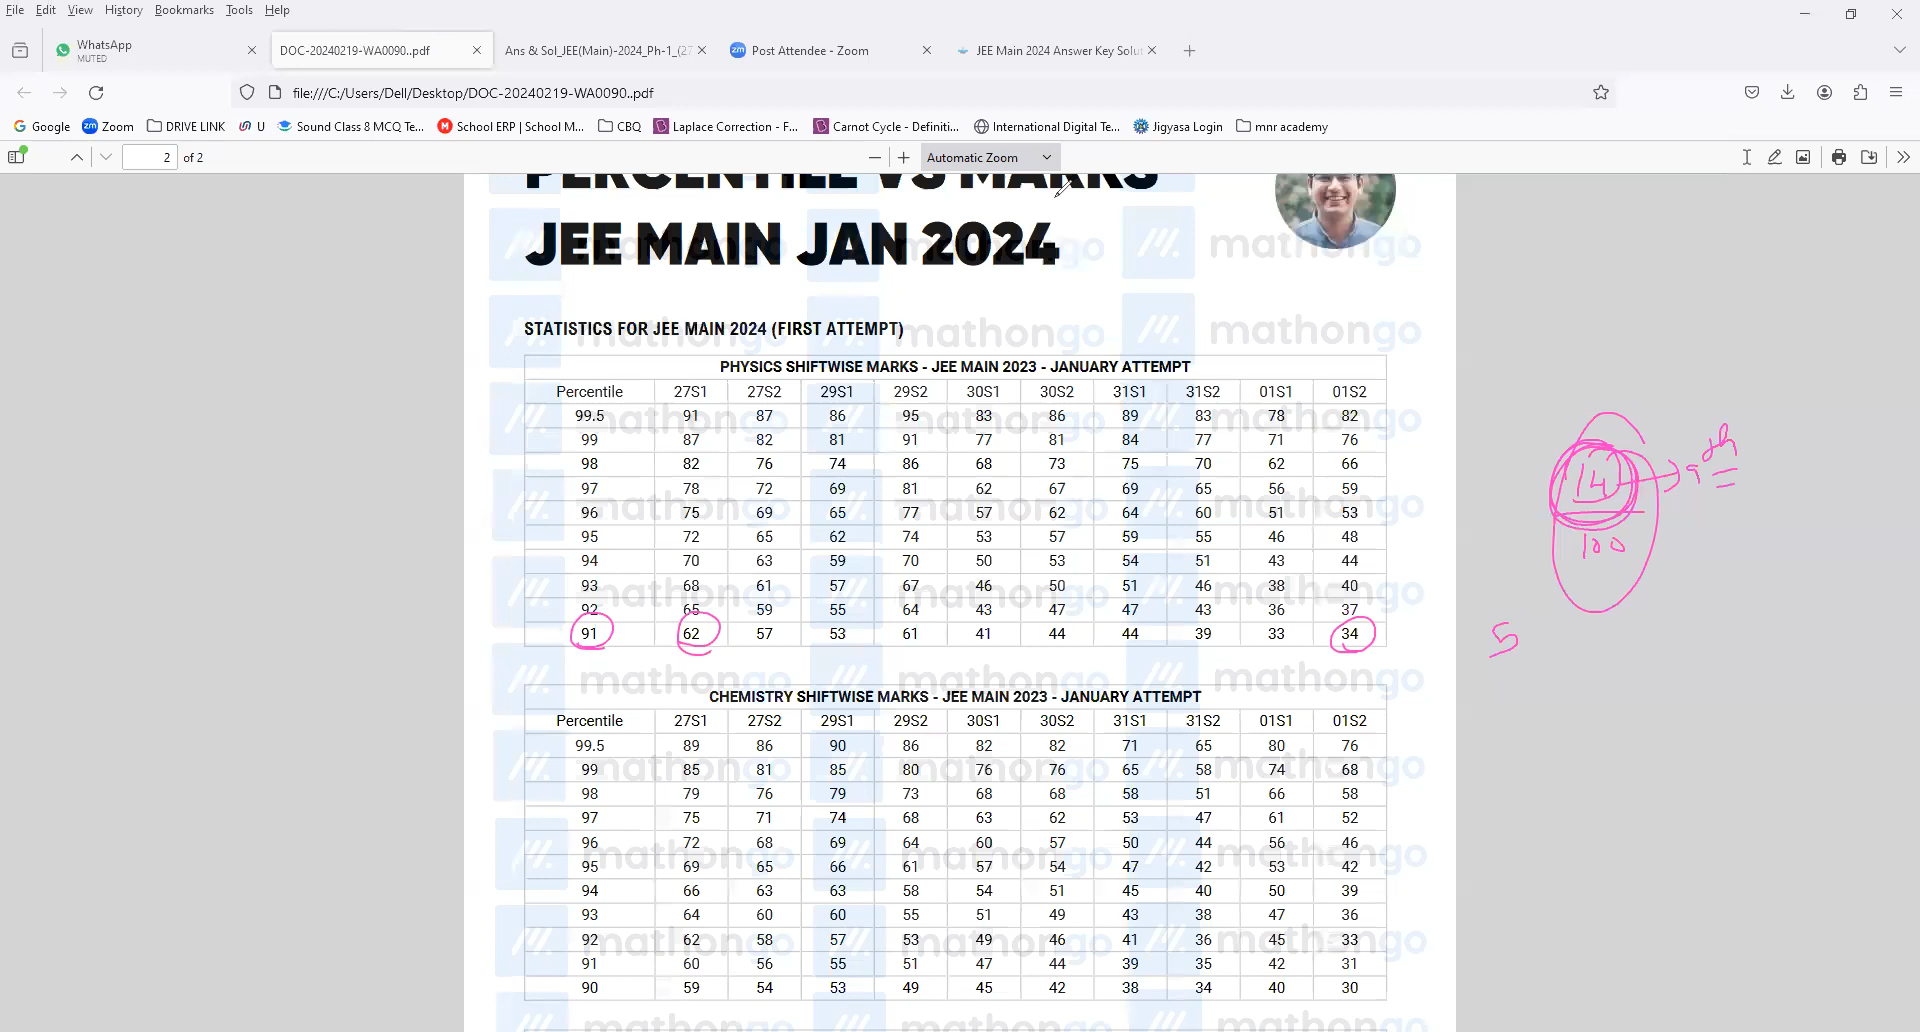 File Edit View History Bookmarks Tools Help
WhatsApp
MUTED
DOC-20240219-WA0090..pdf
Ans & Sol_JEE(Main)-2024_Ph-1_(27
Post Attendee - Zoom
JEE Main 2024 Answer Key Solut
file:///C:/Users/Dell/Desktop/DOC-20240219-WA0090..pdf
Google Zoom DRIVE LINK U Sound Class 8 MCQ Te... School ERP | School M... CBQ Laplace Correction - F... Carnot Cycle - Definiti... International Digital Te... Jigyasa Login mnr academy
2 of 2 Automatic Zoom
PERCENTILE VS MARKS
JEE MAIN JAN 2024
mathongo
STATISTICS FOR JEE MAIN 2024 (FIRST ATTEMPT)
PHYSICS SHIFTWISE MARKS - JEE MAIN 2023 - JANUARY ATTEMPT
Percentile 27S1 27S2 29S1 29S2 30S1 30S2 31S1 31S2 01S1 01S2
99.5 91 87 86 95 83 86 89 83 78 82
99 87 82 81 91 77 81 84 77 71 76
98 82 76 74 86 68 73 75 70 62 66
97 78 72 69 81 62 67 69 65 56 59
96 75 69 65 77 57 62 64 60 51 53
95 72 65 62 74 53 57 59 55 46 48
94 70 63 59 70 50 53 54 51 43 44
93 68 61 57 67 46 50 51 46 38 40
92 65 59 55 64 43 47 47 43 36 37
91 62 57 53 61 41 44 44 39 33 34
CHEMISTRY SHIFTWISE MARKS - JEE MAIN 2023 - JANUARY ATTEMPT
Percentile 27S1 27S2 29S1 29S2 30S1 30S2 31S1 31S2 01S1 01S2
99.5 89 86 90 86 82 82 71 65 80 76
99 85 81 85 80 76 76 65 58 74 68
98 79 76 79 73 68 68 58 51 66 58
97 75 71 74 68 63 62 53 47 61 52
96 72 68 69 64 60 57 50 44 56 46
95 69 65 66 61 57 54 47 42 53 42
94 66 63 63 58 54 51 45 40 50 39
93 64 60 60 55 51 49 43 38 47 36
92 62 58 57 53 49 46 41 36 45 33
91 60 56 55 51 47 44 39 35 42 31
90 59 54 53 49 45 42 38 34 40 30
14
100
9th
5